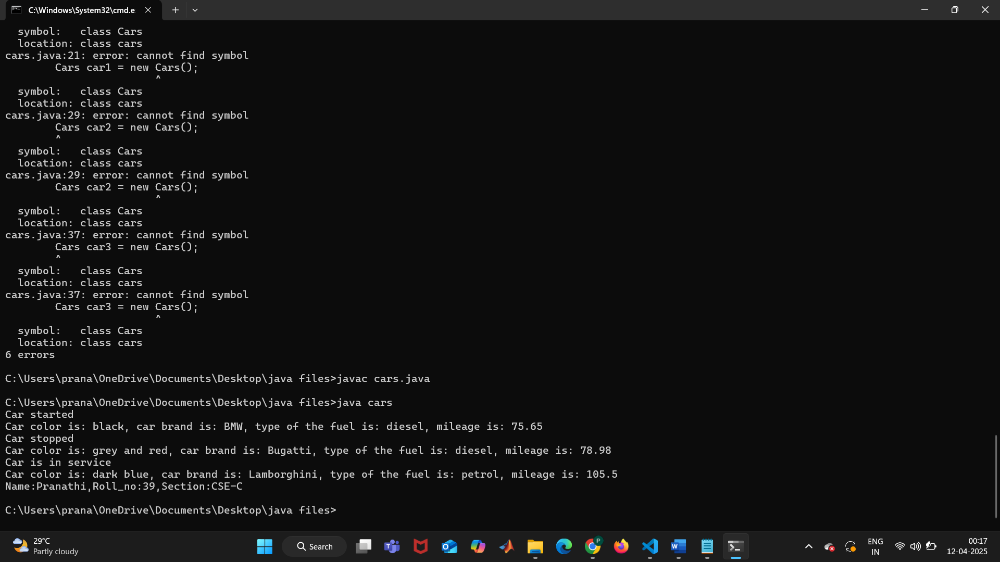 C:\Windows\System32\cmd.e
symbol:   class Cars
location: class cars
cars.java:21: error: cannot find symbol
Cars car1 = new Cars();
^
symbol:   class Cars
location: class cars
cars.java:29: error: cannot find symbol
Cars car2 = new Cars();
^
symbol:   class Cars
location: class cars
cars.java:29: error: cannot find symbol
Cars car2 = new Cars();
^
symbol:   class Cars
location: class cars
cars.java:37: error: cannot find symbol
Cars car3 = new Cars();
^
symbol:   class Cars
location: class cars
cars.java:37: error: cannot find symbol
Cars car3 = new Cars();
^
symbol:   class Cars
location: class cars
6 errors
C:\Users\prana\OneDrive\Documents\Desktop\java files>javac cars.java
C:\Users\prana\OneDrive\Documents\Desktop\java files>java cars
Car started
Car color is: black, car brand is: BMW, type of the fuel is: diesel, mileage is: 75.65
Car stopped
Car color is: grey and red, car brand is: Bugatti, type of the fuel is: diesel, mileage is: 78.98
Car is in service
Car color is: dark blue, car brand is: Lamborghini, type of the fuel is: petrol, mileage is: 105.5
Name:Pranathi,Roll_no:39,Section:CSE-C
C:\Users\prana\OneDrive\Documents\Desktop\java files>
29°C
Partly cloudy
Search
ENG
IN
00:17
12-04-2025